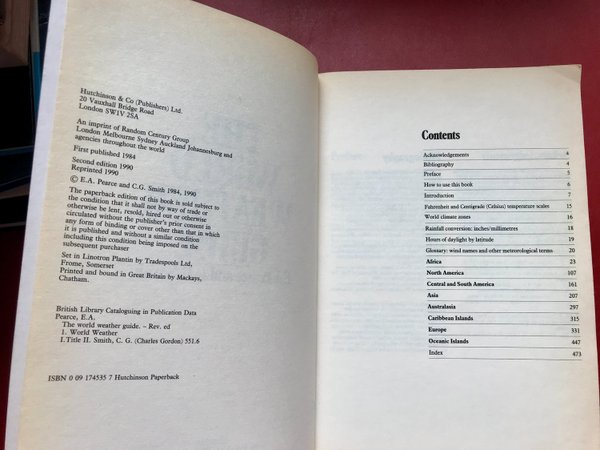 Hutchinson & Co (Publishers) Ltd.
20 Vauxhall Bridge Road
London SW1V 2SA
An imprint of Random Century Group
London Melbourne Sydney Auckland Johannesburg and
agencies throughout the world
First published 1984
Second edition 1990
Reprinted 1990
© E.A. Pearce and C.G. Smith 1984, 1990
The paperback edition of this book is sold subject to
the condition that it shall not by way of trade or
otherwise be lent, resold, hired out or otherwise
circulated without the publisher's prior consent in
any form of binding or cover other than that in which
it is published and without a similar condition
including this condition being imposed on the
subsequent purchaser
Set in Linotron Plantin by Tradespools Ltd,
Frome, Somerset
Printed and bound in Great Britain by Mackays,
Chatham.
British Library Cataloguing in Publication Data
Pearce, E.A.
The world weather guide. - Rev. ed
1. World Weather
I.Title II. Smith, C.G. (Charles Gordon) 551.6
ISBN 0 09 174535 7 Hutchinson Paperback
Contents
Acknowledgements 4
Bibliography 4
Preface 5
How to use this book 6
Introduction 7
Fahrenheit and Centigrade (Celsius) temperature scales 15
World climate zones 16
Rainfall conversion: inches/millimetres 18
Hours of daylight by latitude 19
Glossary: wind names and other meteorological terms 20
Africa 23
North America 107
Central and South America 161
Asia 207
Australasia 297
Caribbean Islands 315
Europe 331
Oceanic Islands 447
Index 473